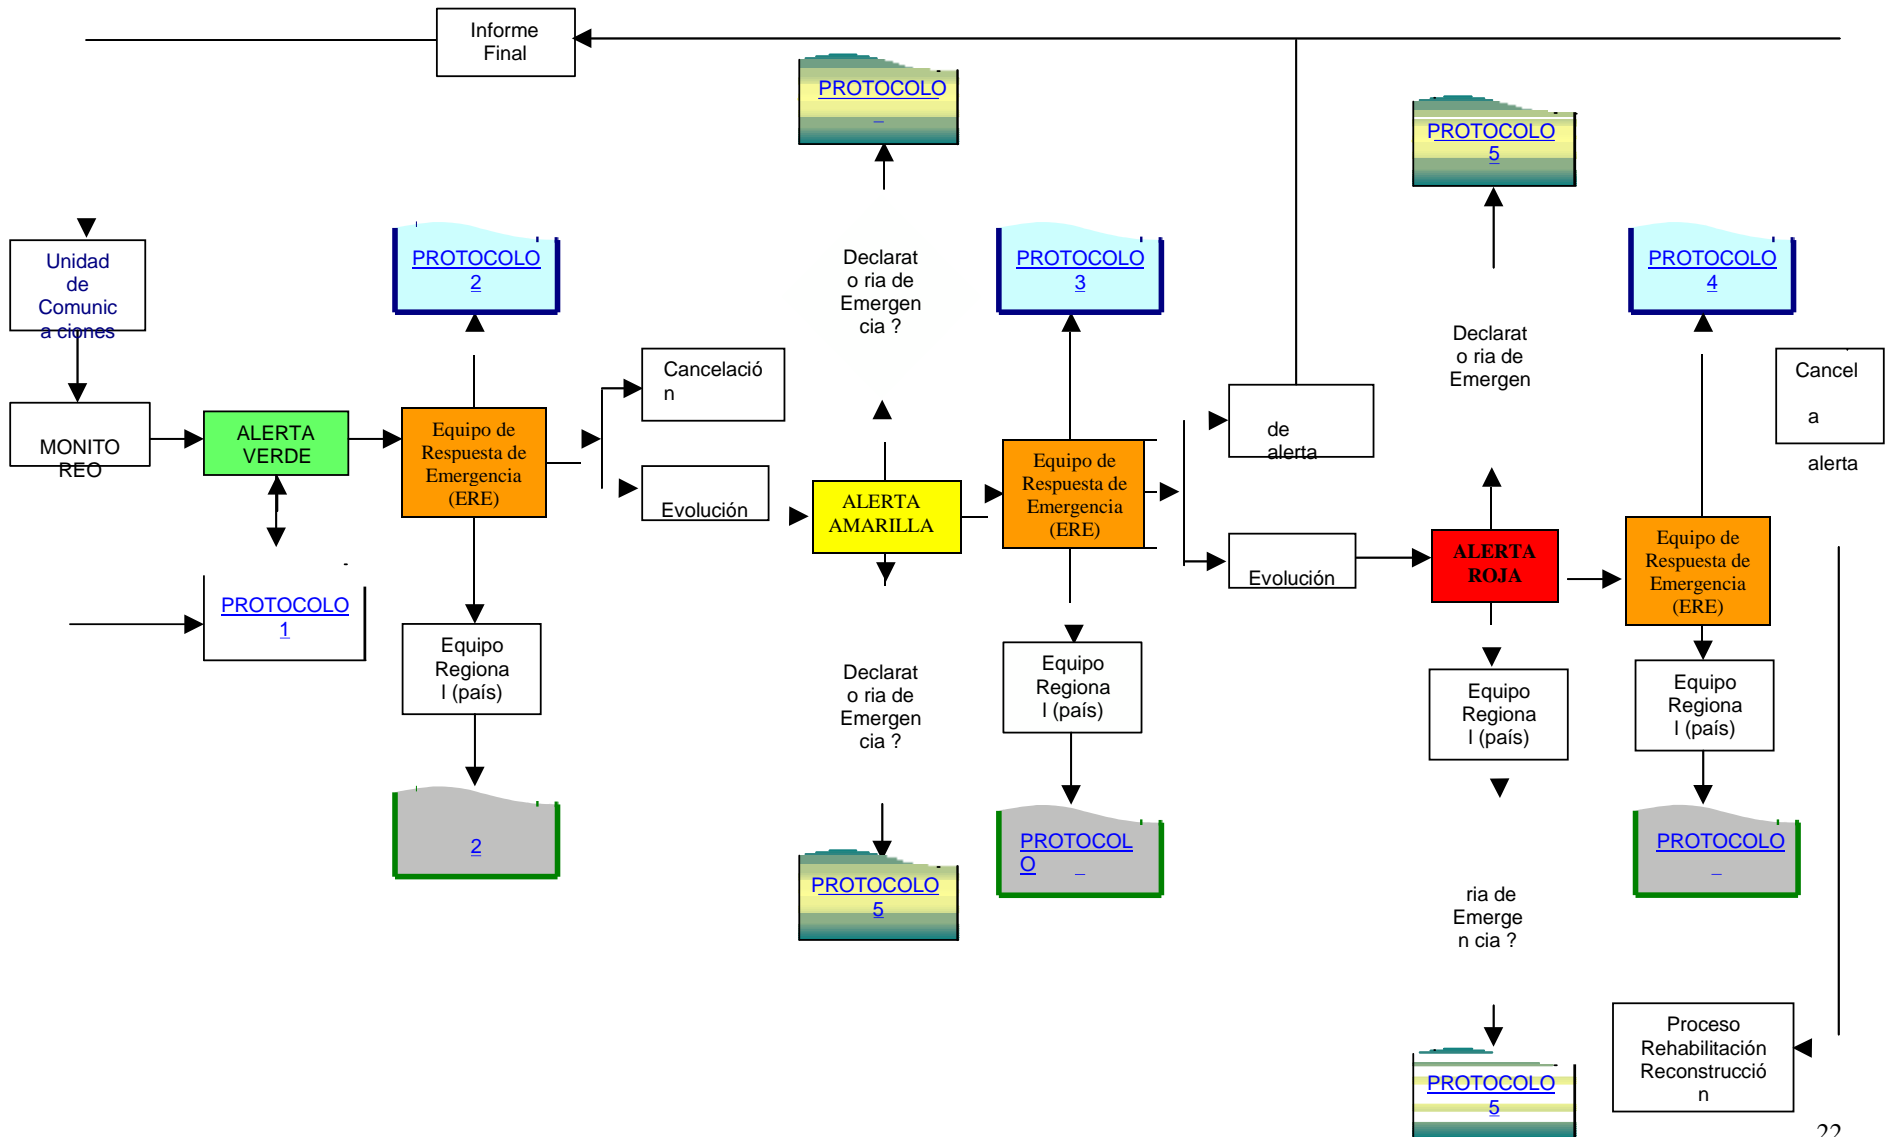 Informe
Final
PROTOCOLO
PROTOCOLO
5
Unidad
de
Comunic
a ciones
PROTOCOLO
2
Declarat
o ria de
Emergen
cia ?
PROTOCOLO
3
Declarat
o ria de
Emergen
PROTOCOLO
4
MONITO
REO
ALERTA
VERDE
Equipo de
Respuesta de
Emergencia
(ERE)
Cancelació
n
Evolución
ALERTA
AMARILLA
Equipo de
Respuesta de
Emergencia
(ERE)
de
alerta
Evolución
ALERTA
ROJA
Equipo de
Respuesta de
Emergencia
(ERE)
Cancel
a
alerta
PROTOCOLO
1
Equipo
Regiona
l (país)
Declarat
o ria de
Emergen
cia ?
Equipo
Regiona
l (país)
Equipo
Regiona
l (país)
Equipo
Regiona
l (país)
2
PROTOCOLO
5
PROTOCOL
O
ria de
Emerge
n cia ?
PROTOCOLO
Proceso
Rehabilitación
Reconstrucció
n
PROTOCOLO
5
22